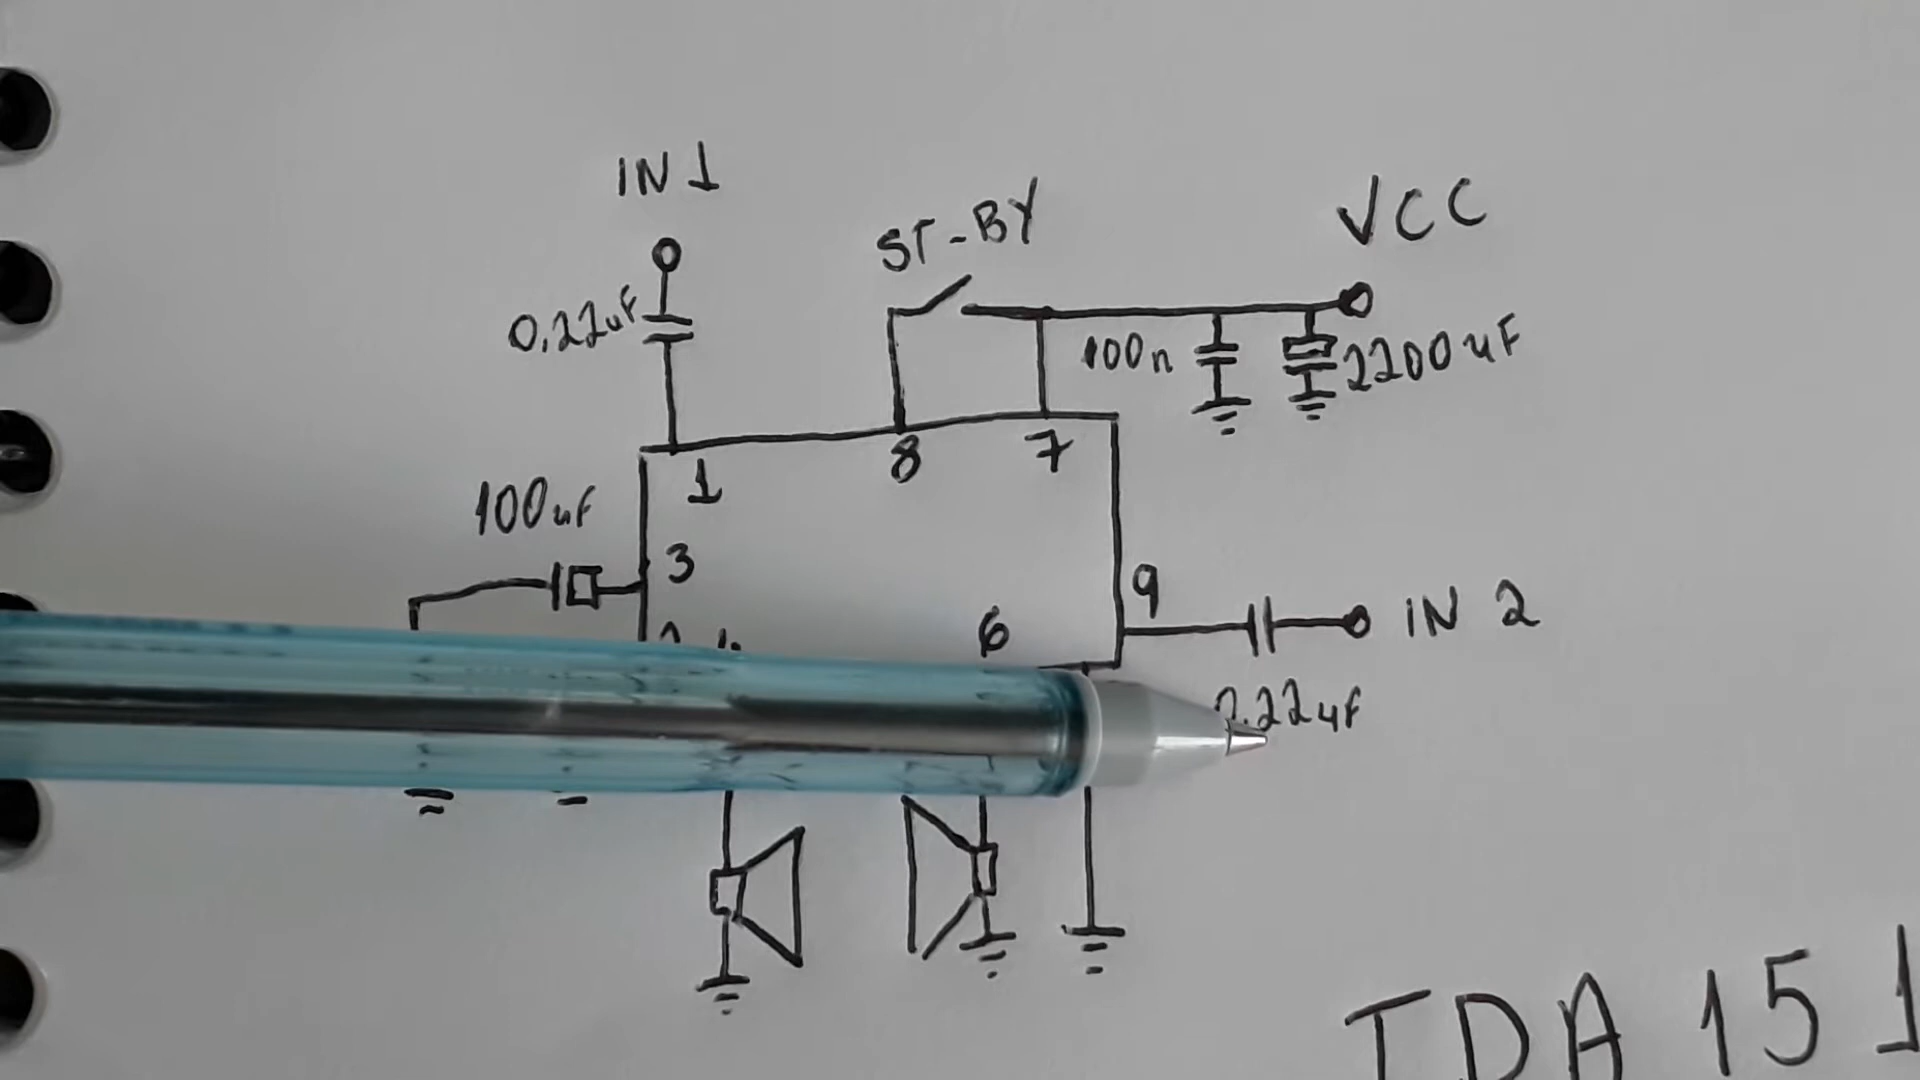 IN 1
ST-BY
VCC
0,22uF
100n
2200uF
8
7
1
100uF
3
9
IN 2
6
TDA 151